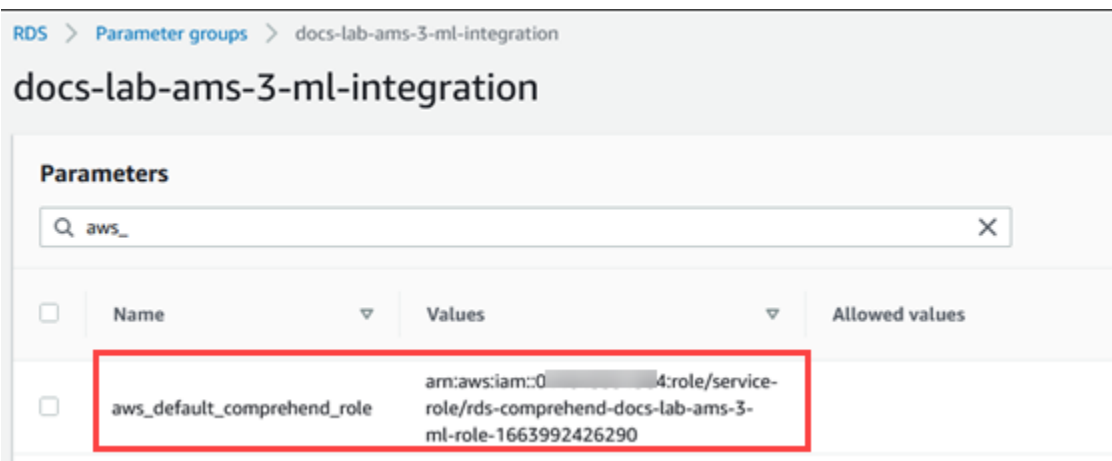 RDS > Parameter groups > docs-lab-ams-3-ml-integration
docs-lab-ams-3-ml-integration
Parameters
aws_
Name Values Allowed values
arn:aws:iam::0 4:role/service-
aws_default_comprehend_role role/rds-comprehend-docs-lab-ams-3-
ml-role-1663992426290